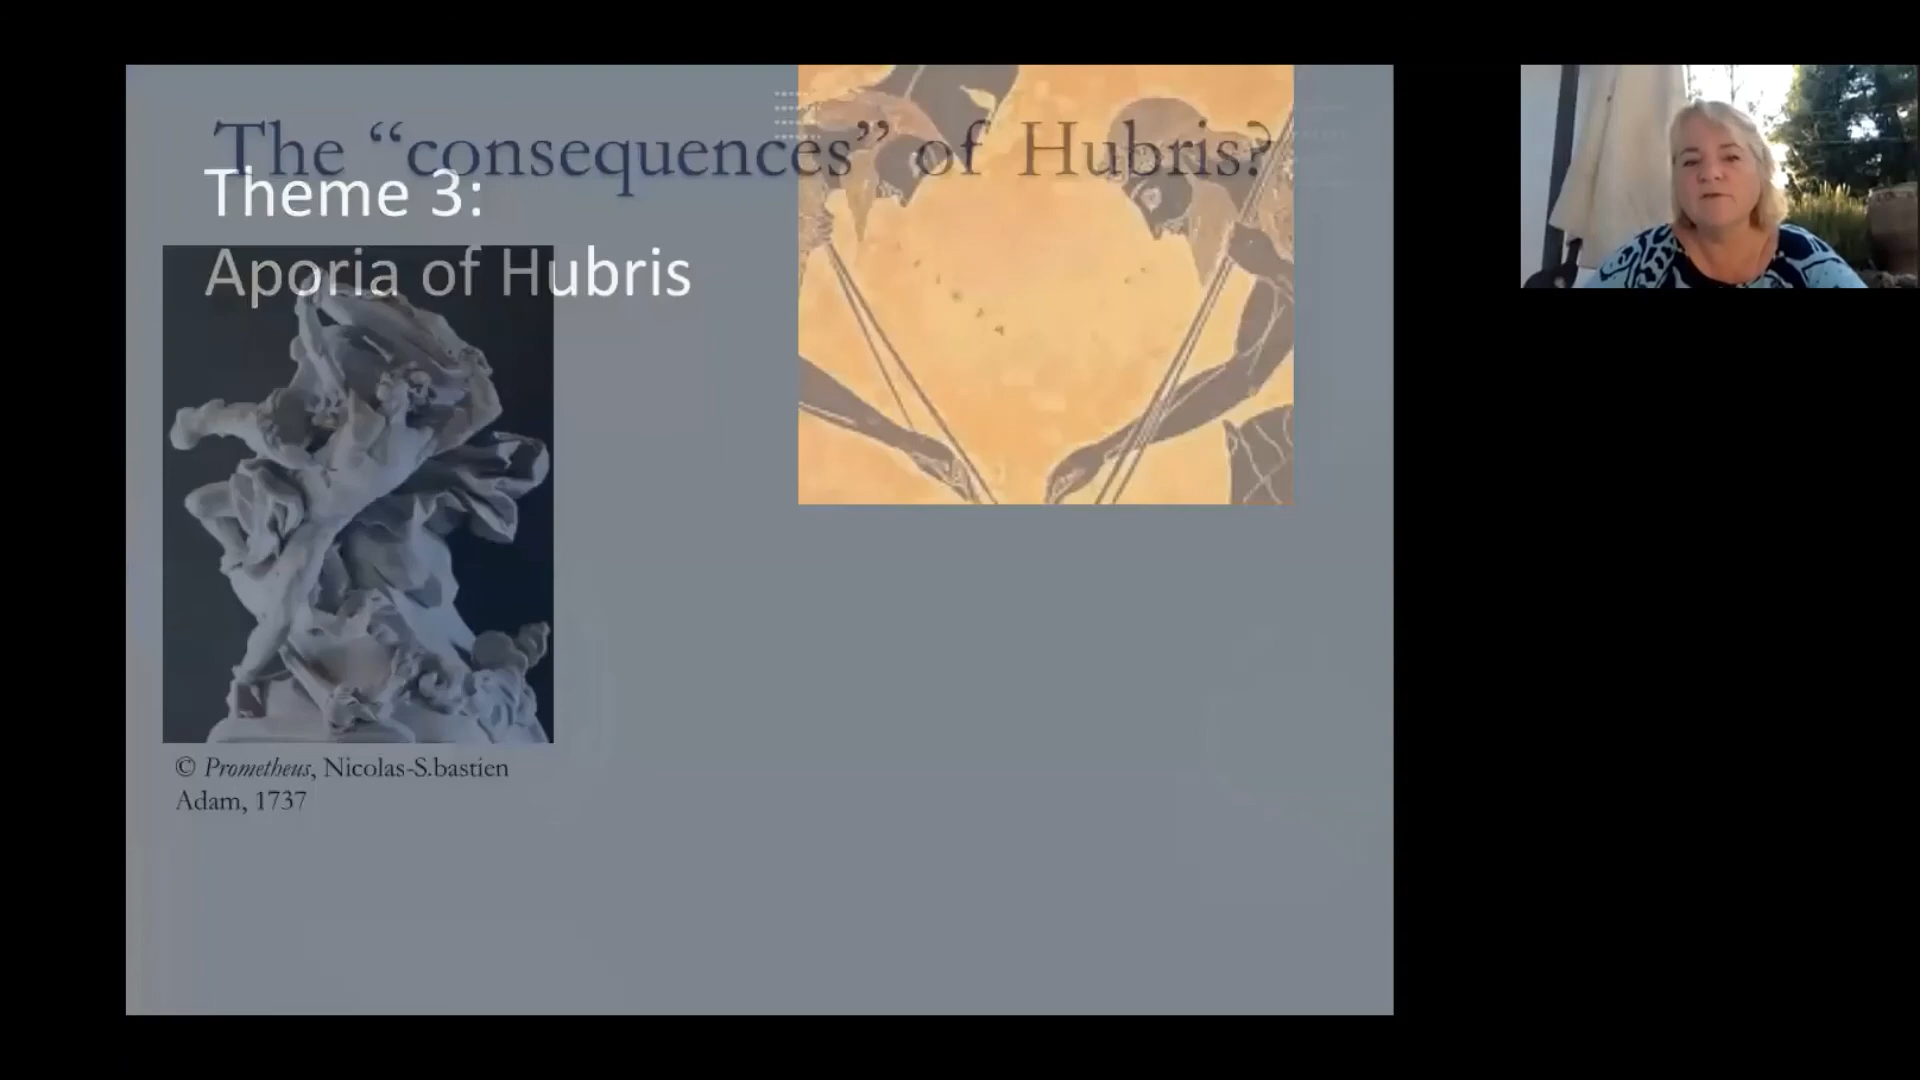 The “consequences” of Hubris?
Theme 3:
Aporia of Hubris
© Prometheus, Nicolas-S.bastien
Adam, 1737